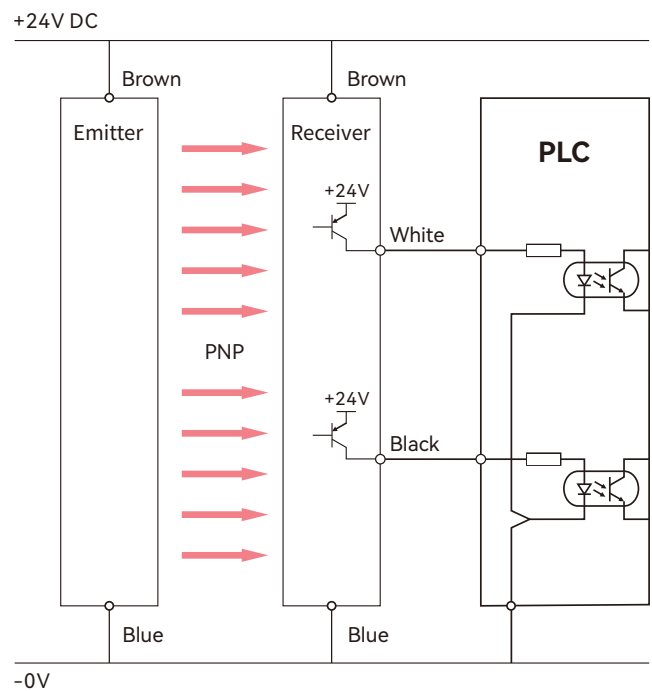 +24V DC
Brown
Brown
Emitter
Receiver
PLC
+24V
White
PNP
+24V
Black
Blue
Blue
-0V